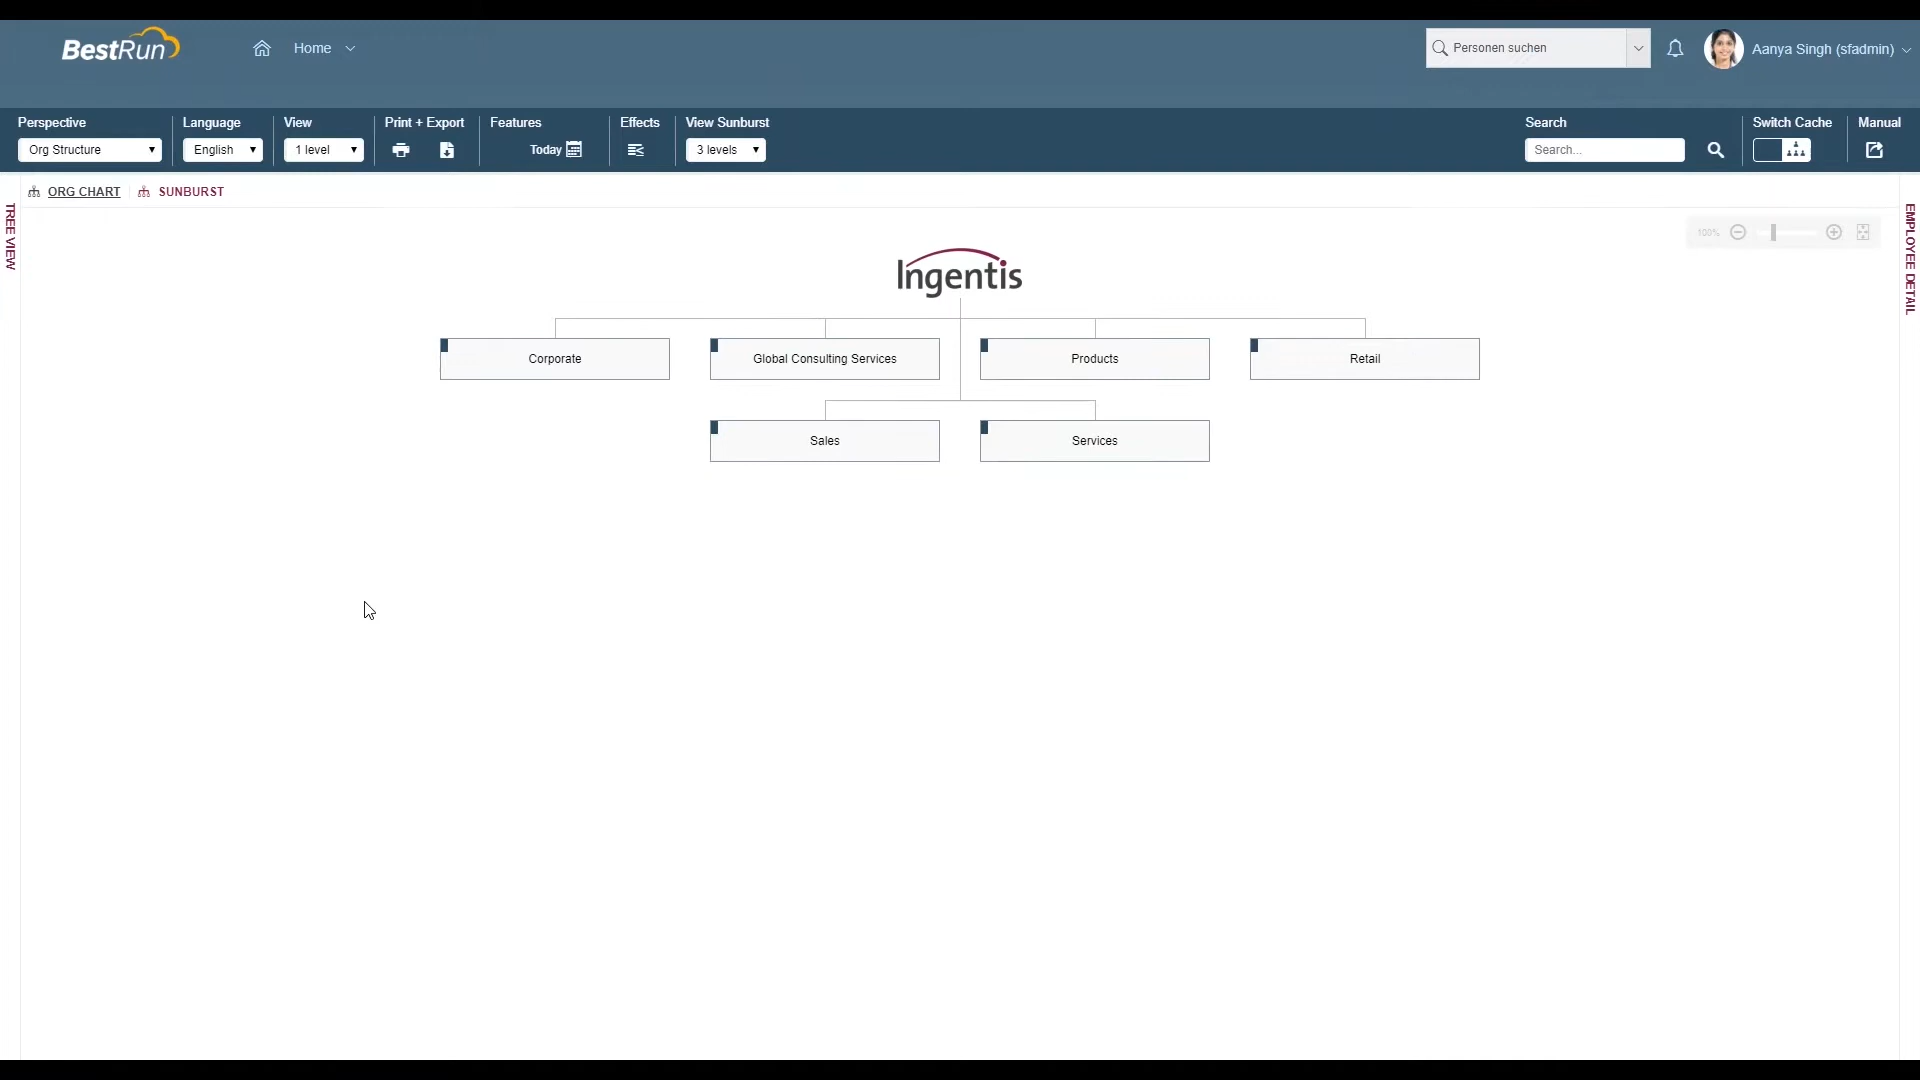 BestRun
Home
Personen suchen
Aanya Singh (sfadmin)
Perspective
Language
View
Print + Export
Features
Effects
View Sunburst
Search
Switch Cache
Manual
Org Structure
English
1 level
Today
3 levels
Search...
ORG CHART
SUNBURST
TREE VIEW
EMPLOYEE DETAIL
100%
Ingentis
Corporate
Global Consulting Services
Products
Retail
Sales
Services